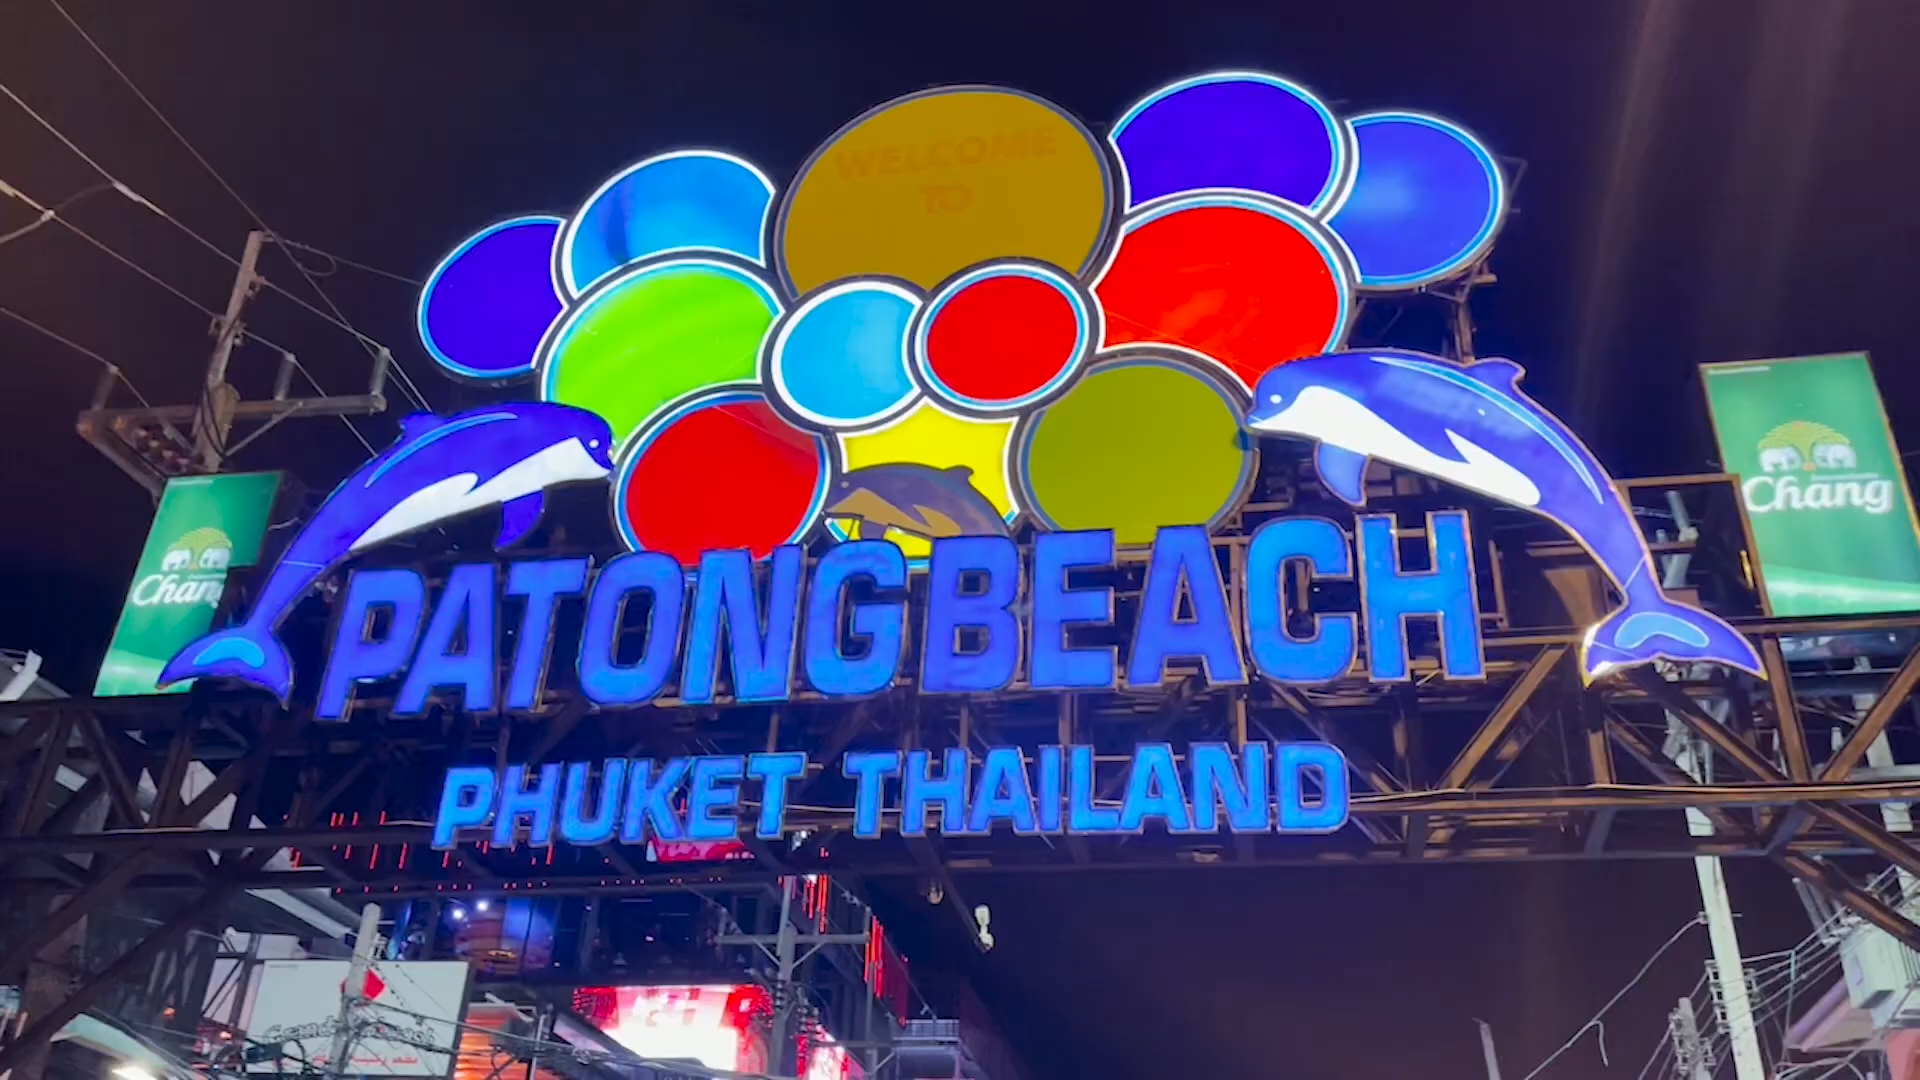 WELCOME
TO
PATONGBEACH
PHUKET THAILAND
Chang
Chang